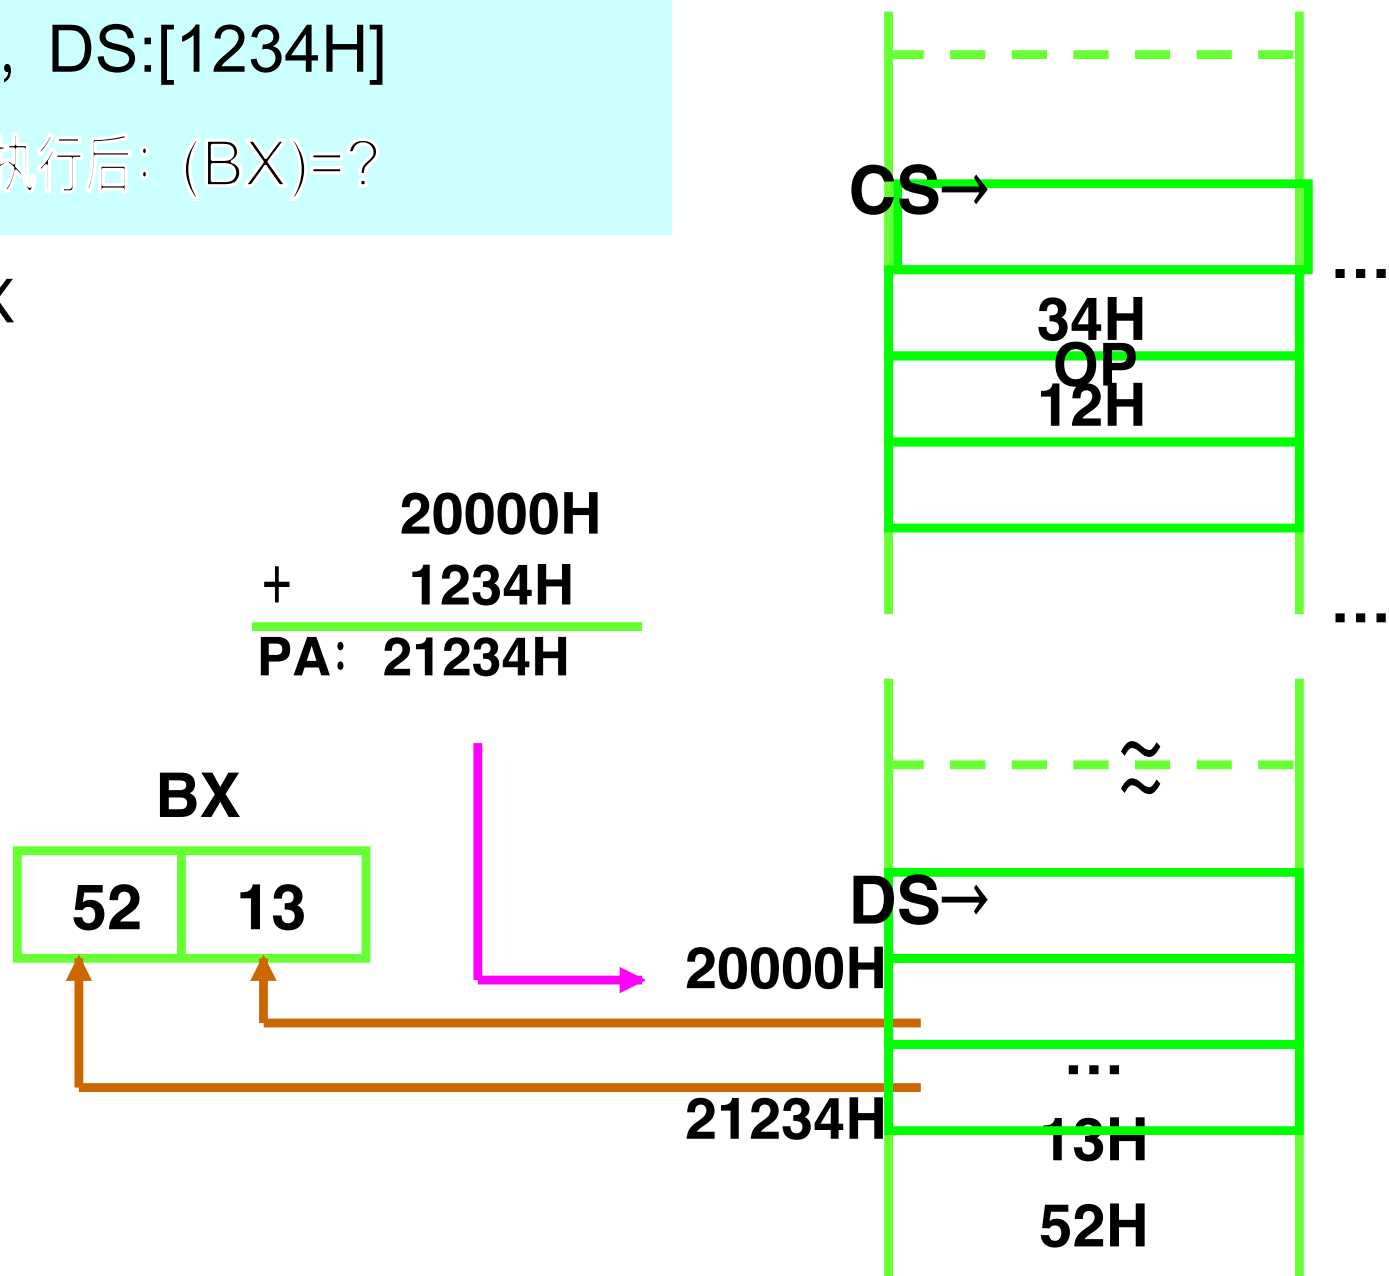 , DS:[1234H]
执行后: (BX)=?
X
CS→
...
34H
OP
12H
20000H
+ 1234H
PA: 21234H
...
~
~
BX
52 13
DS→
20000H
...
21234H
13H
52H